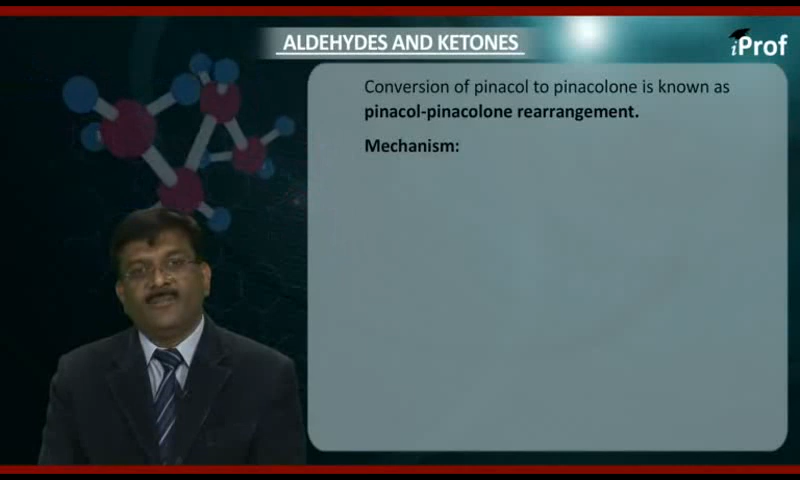 ALDEHYDES AND KETONES
iProf
Conversion of pinacol to pinacolone is known as
pinacol-pinacolone rearrangement.
Mechanism: